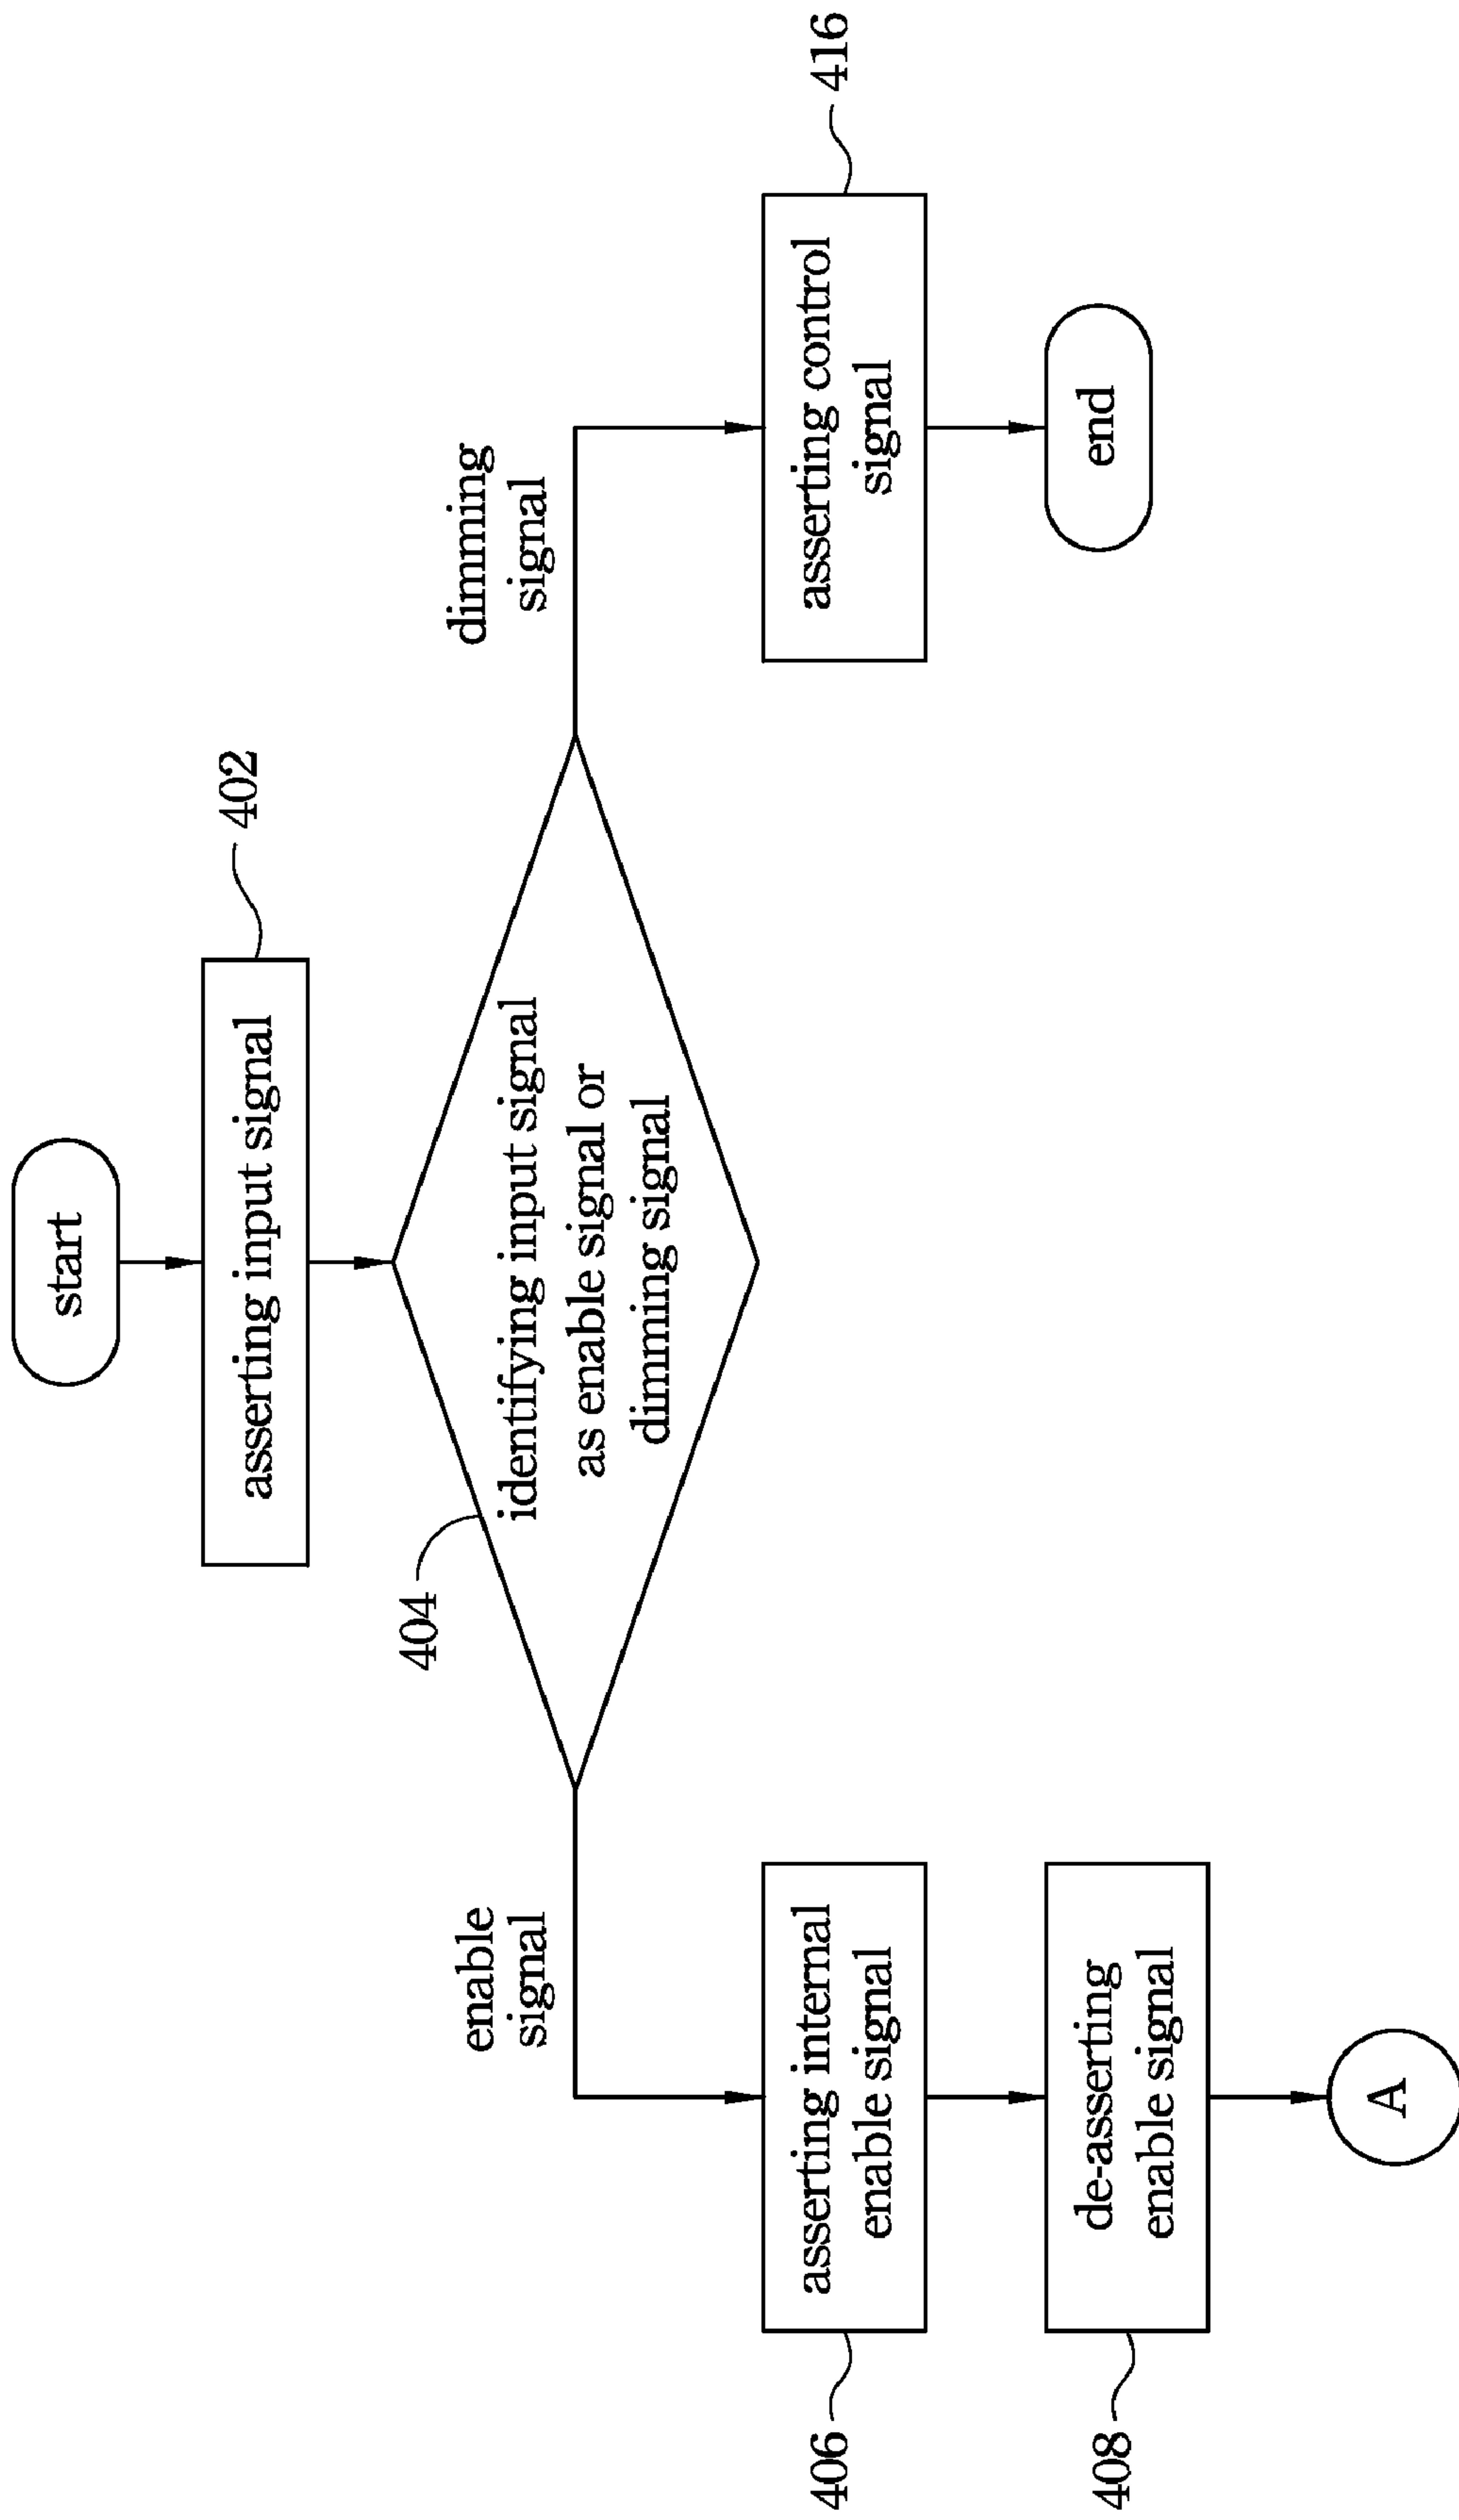 start
asserting input signal
402
404
identifying input signal
as enable signal or
dimming signal
enable
signal
dimming
signal
406
asserting internal
enable signal
asserting control
signal
416
408
de-asserting
enable signal
end
A